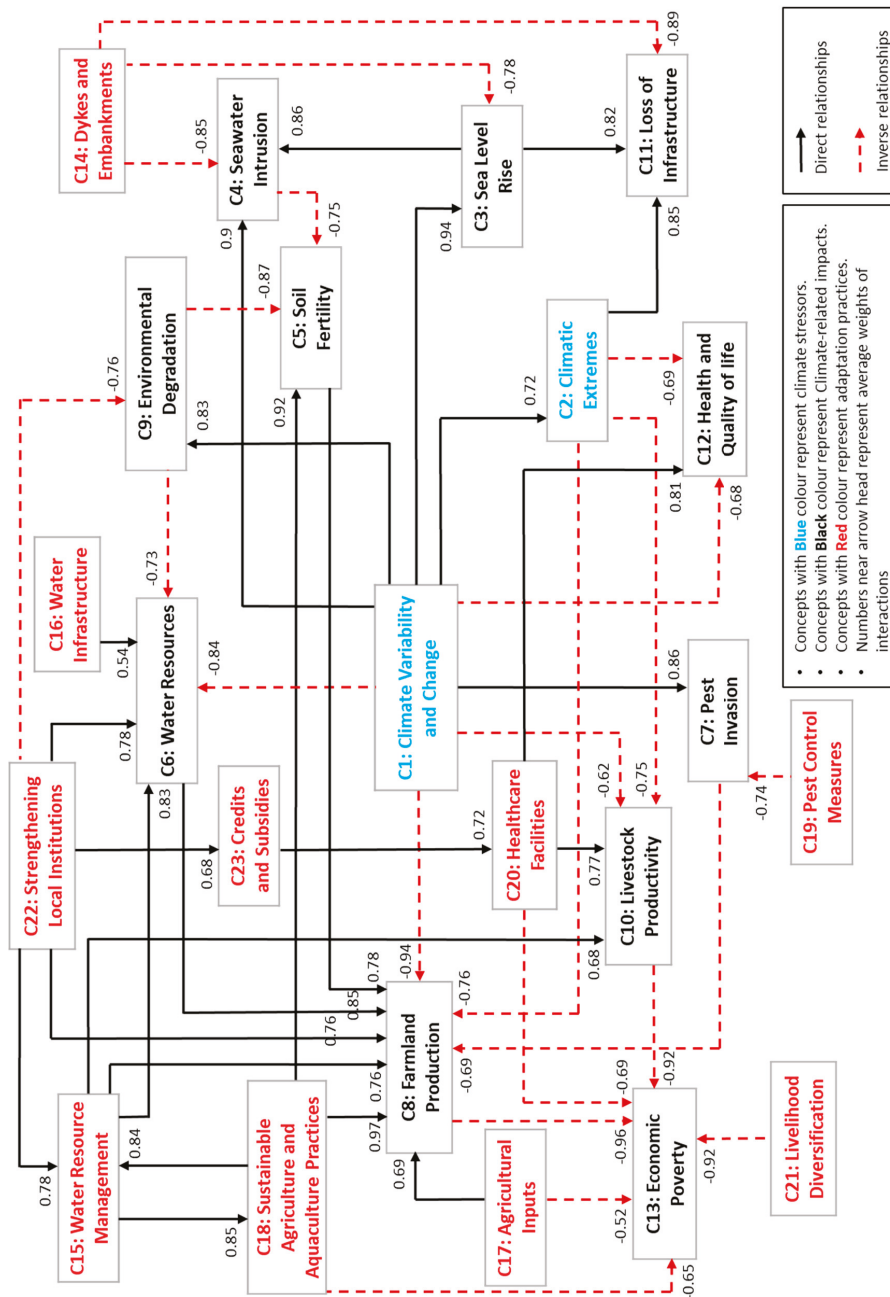 C14: Dykes and
Embankments
-0.85
-0.78
-0.89
C4: Seawater
Intrusion
0.9
0.86
-0.75
C3: Sea Level
Rise
0.94
0.82
C11: Loss of
Infrastructure
0.85
C9: Environmental
Degradation
-0.76
0.83
-0.87
C5: Soil
Fertility
0.92
C2: Climatic
Extremes
0.72
-0.69
C12: Health and
Quality of life
0.81
-0.68
C16: Water
Infrastructure
0.54
-0.73
C6: Water Resources
0.78
0.83
-0.84
C1: Climate Variability
and Change
0.86
C7: Pest
Invasion
-0.74
C19: Pest Control
Measures
C22: Strengthening
Local Institutions
0.68
C23: Credits
and Subsidies
0.72
C20: Healthcare
Facilities
0.77
-0.62
-0.75
C10: Livestock
Productivity
0.68
0.78
C15: Water Resource
Management
0.84
0.85
C18: Sustainable
Agriculture and
Aquaculture Practices
0.97
0.76
0.76
0.85
0.78
-0.94
C8: Farmland
Production
0.69
-0.69
-0.76
C17: Agricultural
Inputs
-0.65
-0.52
-0.96
-0.69
-0.92
C13: Economic
Poverty
-0.92
C21: Livelihood
Diversification
• Concepts with Blue colour represent climate stressors.
• Concepts with Black colour represent Climate-related impacts.
• Concepts with Red colour represent adaptation practices.
• Numbers near arrow head represent average weights of
interactions
Direct relationships
Inverse relationships